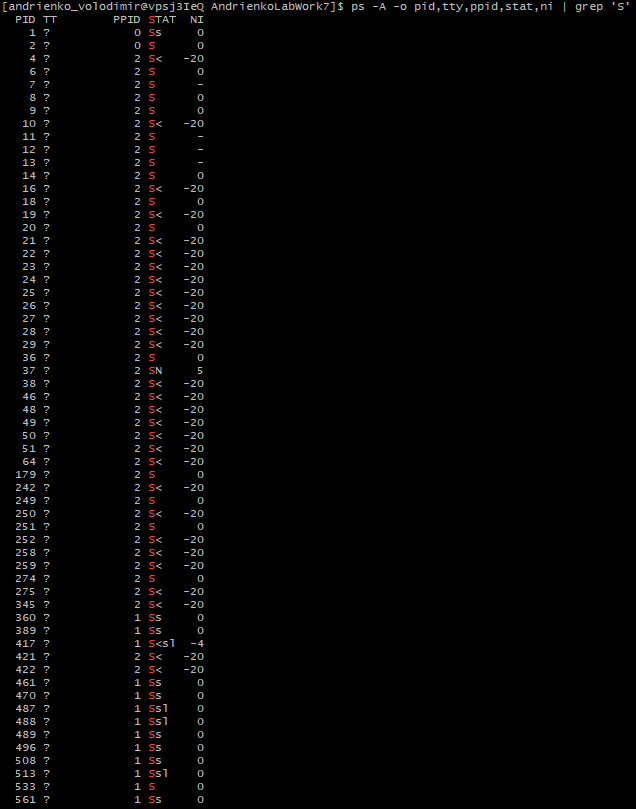 [andrienko_volodimir@vpsj3IeQ AndrienkoLabWork7]$ ps -A -o pid,tty,ppid,stat,ni | grep 'S'
PID TT PPID STAT NI
1 ? 0 Ss 0
2 ? 0 S 0
4 ? 2 S< -20
6 ? 2 S 0
7 ? 2 S -
8 ? 2 S 0
9 ? 2 S 0
10 ? 2 S< -20
11 ? 2 S -
12 ? 2 S -
13 ? 2 S -
14 ? 2 S 0
16 ? 2 S< -20
18 ? 2 S 0
19 ? 2 S< -20
20 ? 2 S 0
21 ? 2 S< -20
22 ? 2 S< -20
23 ? 2 S< -20
24 ? 2 S< -20
25 ? 2 S< -20
26 ? 2 S< -20
27 ? 2 S< -20
28 ? 2 S< -20
29 ? 2 S< -20
36 ? 2 S 0
37 ? 2 SN 5
38 ? 2 S< -20
46 ? 2 S< -20
48 ? 2 S< -20
49 ? 2 S< -20
50 ? 2 S< -20
51 ? 2 S< -20
64 ? 2 S< -20
179 ? 2 S 0
242 ? 2 S< -20
249 ? 2 S 0
250 ? 2 S< -20
251 ? 2 S 0
252 ? 2 S< -20
258 ? 2 S< -20
259 ? 2 S< -20
274 ? 2 S 0
275 ? 2 S< -20
345 ? 2 S< -20
360 ? 1 Ss 0
389 ? 1 Ss 0
417 ? 1 S<sl -4
421 ? 2 S< -20
422 ? 2 S< -20
461 ? 1 Ss 0
470 ? 1 Ss 0
487 ? 1 Ssl 0
488 ? 1 Ssl 0
489 ? 1 Ss 0
496 ? 1 Ss 0
508 ? 1 Ss 0
513 ? 1 Ssl 0
533 ? 1 S 0
561 ? 1 Ss 0